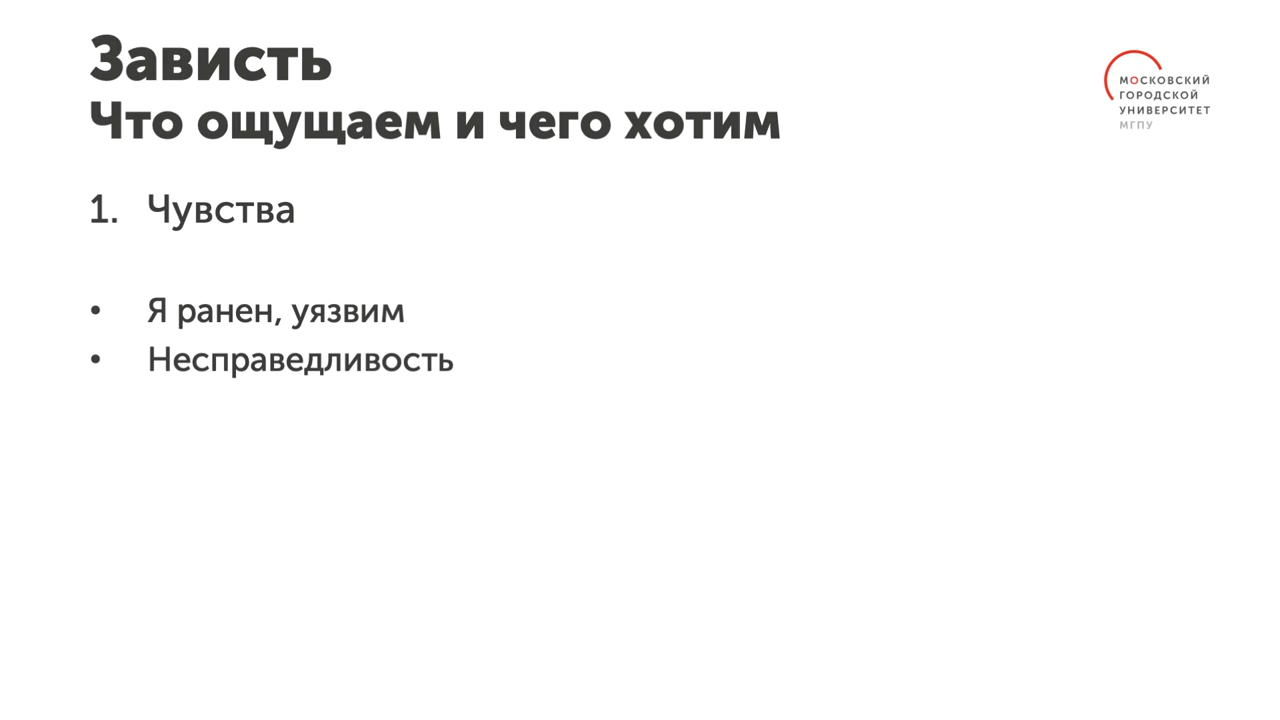 Зависть
Что ощущаем и чего хотим
МОСКОВСКИЙ
ГОРОДСКОЙ
УНИВЕРСИТЕТ
МГПУ
1. Чувства
• Я ранен, уязвим
• Несправедливость